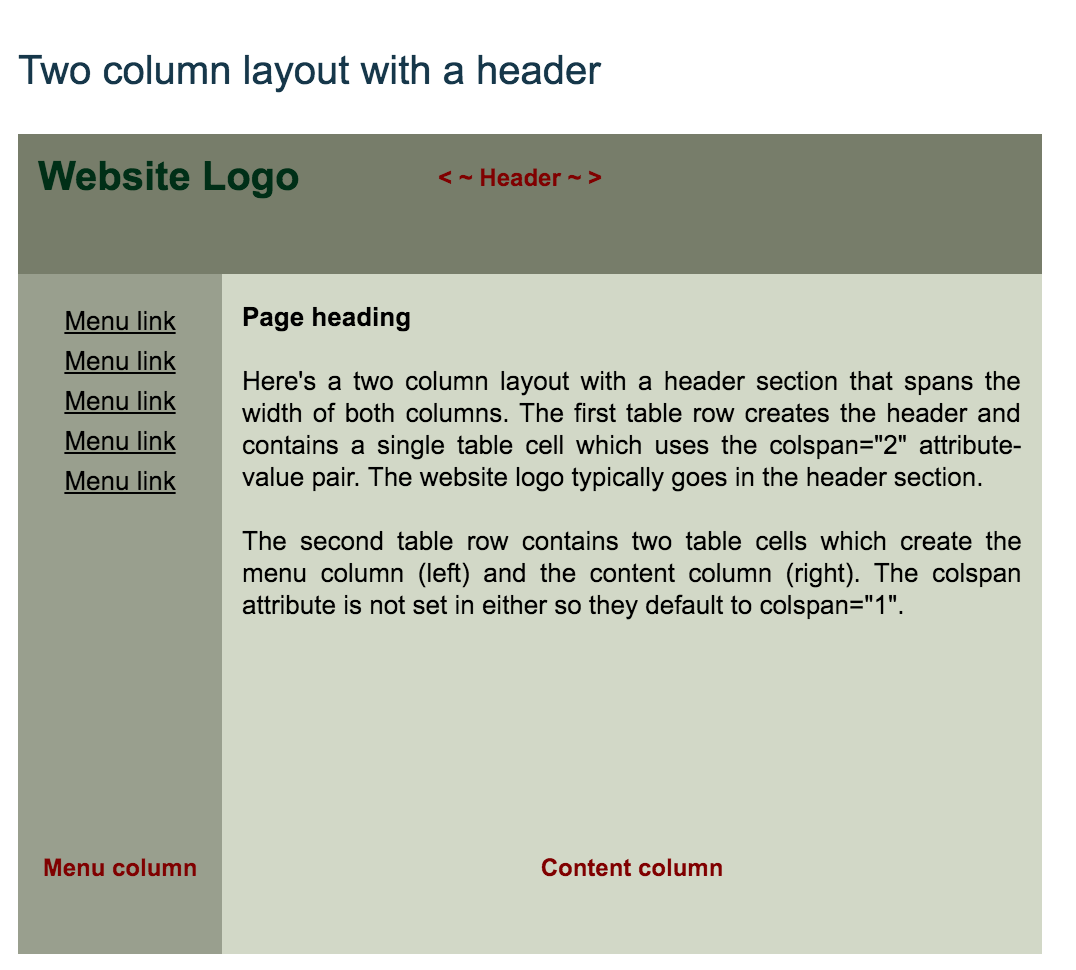 Two column layout with a header
Website Logo
< ~ Header ~ >
Menu link
Menu link
Menu link
Menu link
Menu link
Menu column
Page heading
Here's a two column layout with a header section that spans the
width of both columns. The first table row creates the header and
contains a single table cell which uses the colspan="2" attribute-
value pair. The website logo typically goes in the header section.
The second table row contains two table cells which create the
menu column (left) and the content column (right). The colspan
attribute is not set in either so they default to colspan="1".
Content column